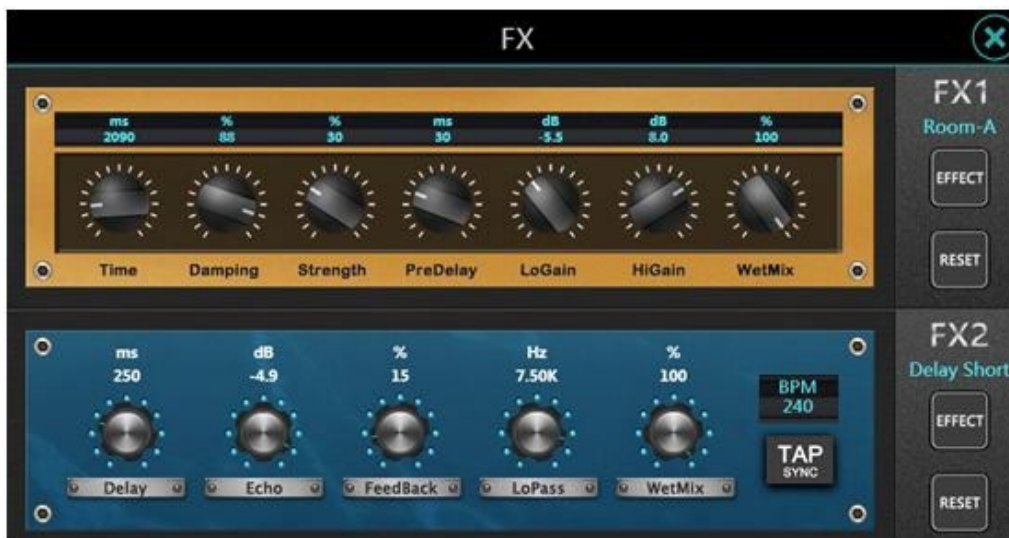 FX
ms % % ms dB dB %
2090 88 30 30 -5.5 8.0 100
Time Damping Strength PreDelay LoGain HiGain WetMix
FX1
Room-A
EFFECT
RESET
ms dB % Hz %
250 -4.9 15 7.50K 100
Delay Echo FeedBack LoPass WetMix
BPM
240
TAP
SYNC
FX2
Delay Short
EFFECT
RESET